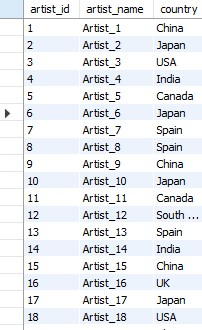 artist_id artist_name country
1 Artist_1 China
2 Artist_2 Japan
3 Artist_3 USA
4 Artist_4 India
5 Artist_5 Canada
6 Artist_6 Japan
7 Artist_7 Spain
8 Artist_8 Spain
9 Artist_9 China
10 Artist_10 Japan
11 Artist_11 Canada
12 Artist_12 South ...
13 Artist_13 Spain
14 Artist_14 India
15 Artist_15 China
16 Artist_16 UK
17 Artist_17 Japan
18 Artist_18 USA